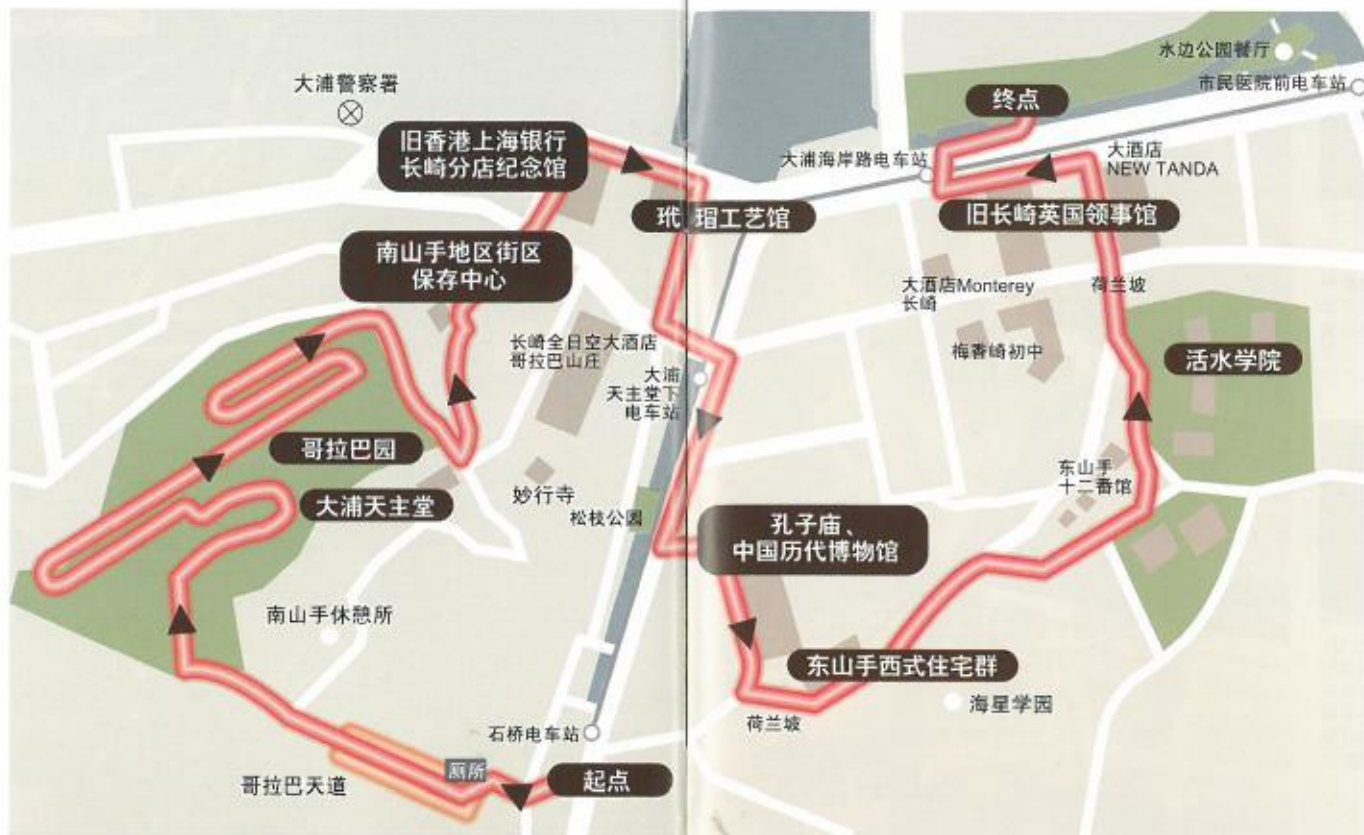 水边公园餐厅
市民医院前电车站
大浦警察署
终点
旧香港上海银行
长崎分店纪念馆
大浦海岸路电车站
大酒店
NEW TANDA
玳瑁工艺馆
旧长崎英国领事馆
南山手地区街区
保存中心
大酒店Monterey
长崎
荷兰坡
长崎全日空大酒店
哥拉巴山庄
梅香崎初中
活水学院
大浦
天主堂下
电车站
哥拉巴园
东山手
十二番馆
大浦天主堂
妙行寺
松枝公园
孔子庙、
中国历代博物馆
南山手休憩所
东山手西式住宅群
海星学园
荷兰坡
石桥电车站
厕所
起点
哥拉巴天道